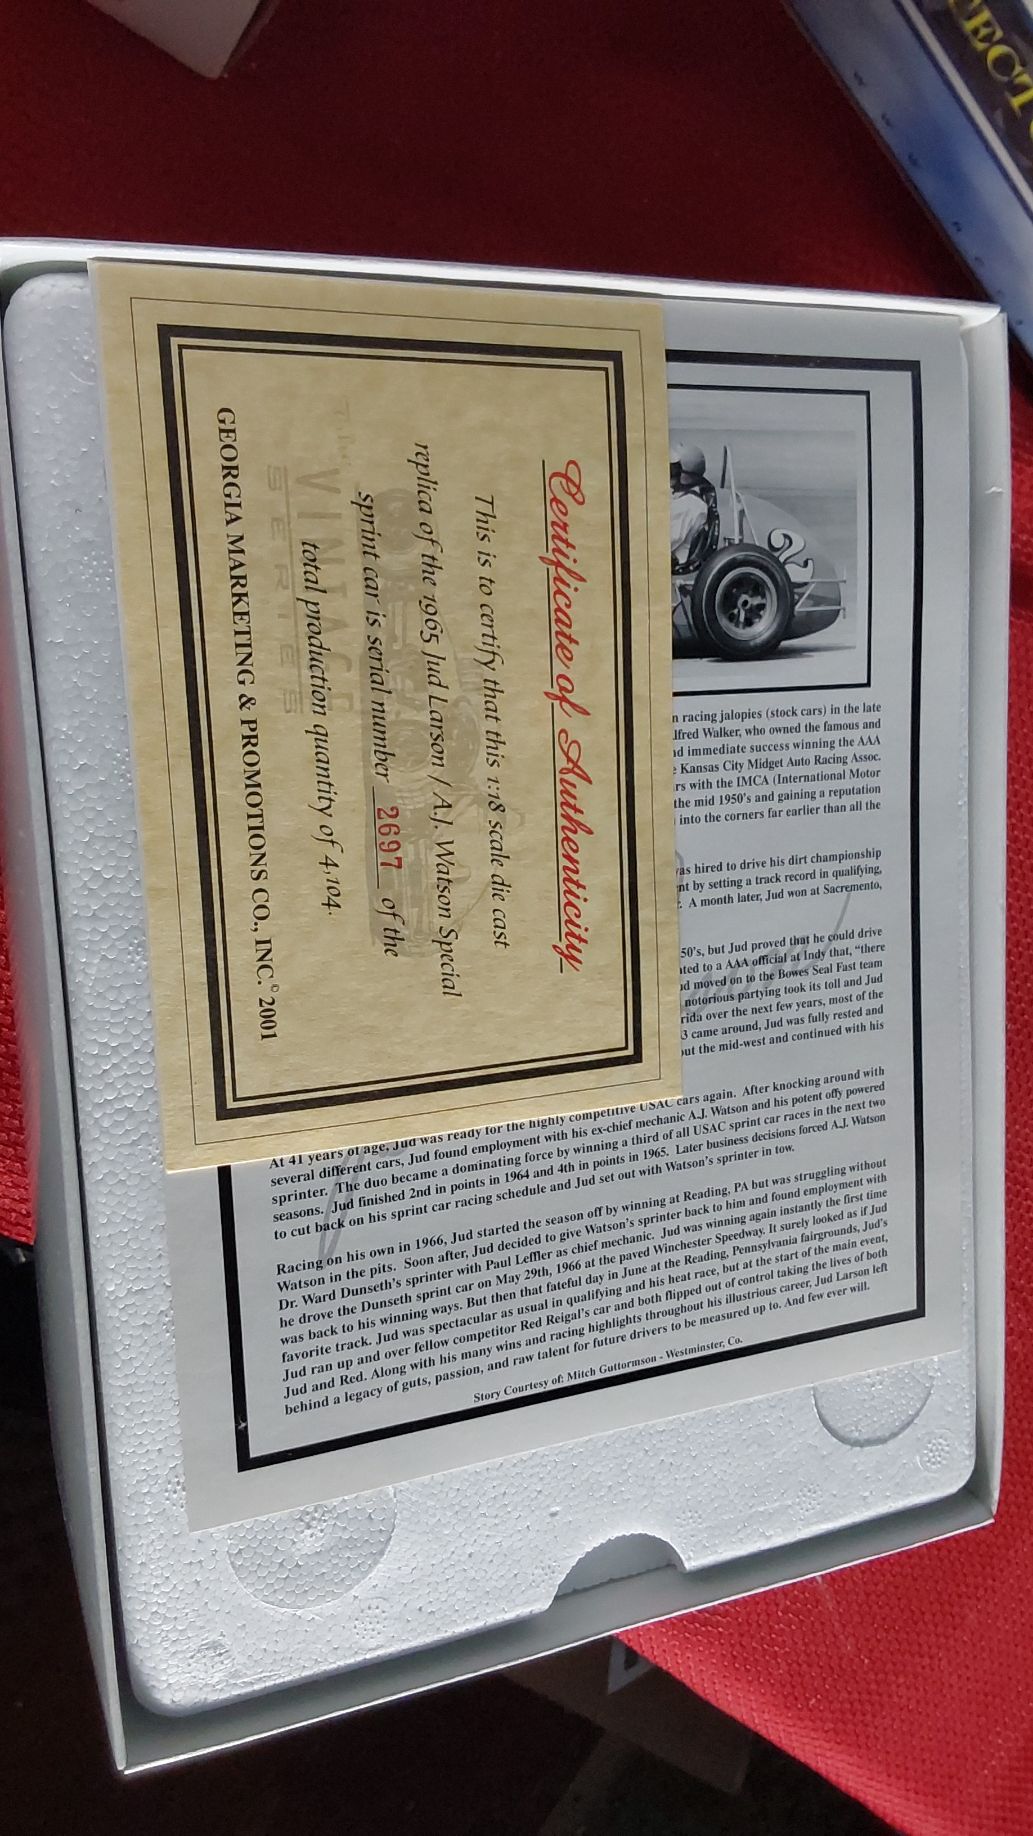 Certificate of Authenticity
This is to certify that this 1:18 scale die cast
replica of the 1965 Jud Larson / A.J. Watson Special
sprint car is serial number 2697 of the
total production quantity of 4,104.
GEORGIA MARKETING & PROMOTIONS CO., INC.© 2001
VINTAGE
SERIES
2
racing jalopies (stock cars) in the late
Alfred Walker, who owned the famous and
immediate success winning the AAA
Kansas City Midget Auto Racing Assoc.
with the IMCA (International Motor
the mid 1950's and gaining a reputation
into the corners far earlier than all the
was hired to drive his dirt championship
by setting a track record in qualifying,
A month later, Jud won at Sacremento,
50's, but Jud proved that he could drive
to a AAA official at Indy that, "there
moved on to the Bowes Seal Fast team
notorious partying took its toll and Jud
over the next few years, most of the
3 came around, Jud was fully rested and
the mid-west and continued with his
At 41 years of age, Jud was ready for the highly competitive USAC cars again. After knocking around with
several different cars, Jud found employment with his ex-chief mechanic A.J. Watson and his potent offy powered
sprinter. The duo became a dominating force by winning a third of all USAC sprint car races in the next two
seasons. Jud finished 2nd in points in 1964 and 4th in points in 1965. Later business decisions forced A.J. Watson
to cut back on his sprint car racing schedule and Jud set out with Watson's sprinter in tow.
Racing on his own in 1966, Jud started the season off by winning at Reading, PA but was struggling without
Watson in the pits. Soon after, Jud decided to give Watson's sprinter back to him and found employment with
Dr. Ward Dunseth's sprinter with Paul Leffler as chief mechanic. Jud was winning again instantly the first time
he drove the Dunseth sprint car on May 29th, 1966 at the paved Winchester Speedway. It surely looked as if Jud
was back to his winning ways. But then that fateful day in June at the Reading, Pennsylvania fairgrounds, Jud's
favorite track. Jud was spectacular as usual in qualifying and his heat race, but at the start of the main event,
Jud ran up and over fellow competitor Red Reigal's car and both flipped out of control taking the lives of both
Jud and Red. Along with his many wins and racing highlights throughout his illustrious career, Jud Larson left
behind a legacy of guts, passion, and raw talent for future drivers to be measured up to. And few ever will.
Story Courtesy of: Mitch Guttormson - Westminster, Co.